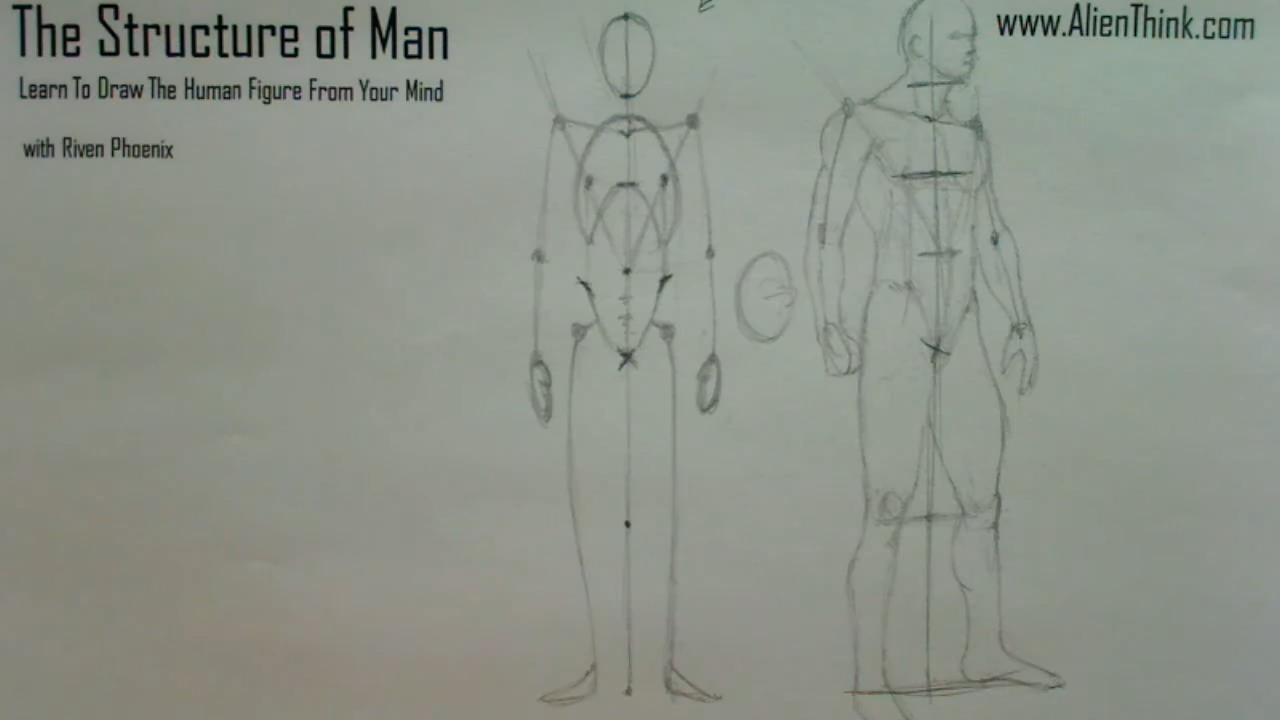 The Structure of Man
Learn To Draw The Human Figure From Your Mind
with Riven Phoenix
www.AlienThink.com